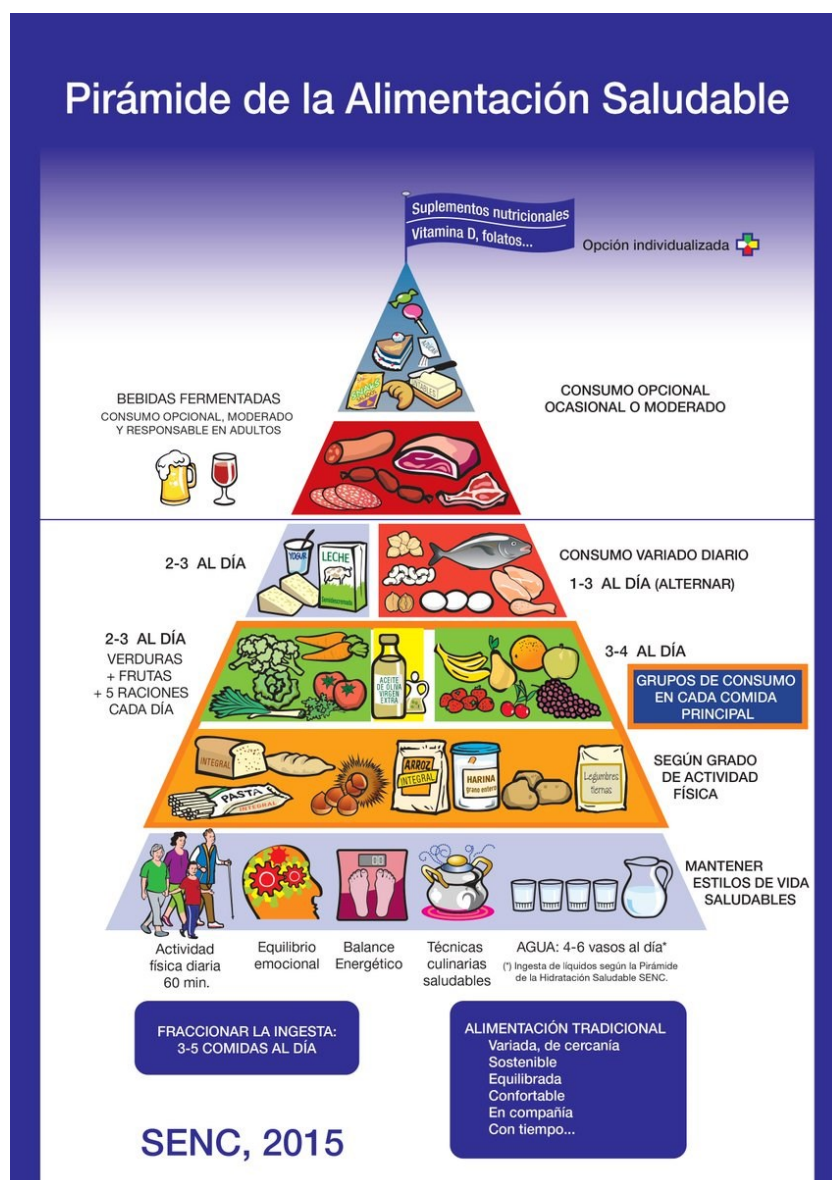 Pirámide de la Alimentación Saludable
Suplementos nutricionales
Vitamina D, folatos...
Opción individualizada
BEBIDAS FERMENTADAS
CONSUMO OPCIONAL, MODERADO
Y RESPONSABLE EN ADULTOS
CONSUMO OPCIONAL
OCASIONAL O MODERADO
2-3 AL DÍA
YOGUR
LECHE
CONSUMO VARIADO DIARIO
1-3 AL DÍA (ALTERNAR)
2-3 AL DÍA
VERDURAS
+ FRUTAS
+ 5 RACIONES
CADA DÍA
ACEITE
DE OLIVA
VIRGEN
EXTRA
3-4 AL DÍA
GRUPOS DE CONSUMO
EN CADA COMIDA
PRINCIPAL
INTEGRAL
PASTA
INTEGRAL
ARROZ
INTEGRAL
HARINA
grano entero
Legumbres
tiernas
SEGÚN GRADO
DE ACTIVIDAD
FÍSICA
MANTENER
ESTILOS DE VIDA
SALUDABLES
Actividad
física diaria
60 min.
Equilibrio
emocional
Balance
Energético
Técnicas
culinarias
saludables
AGUA: 4-6 vasos al día*
(*) Ingesta de líquidos según la Pirámide
de la Hidratación Saludable SENC.
FRACCIONAR LA INGESTA:
3-5 COMIDAS AL DÍA
ALIMENTACIÓN TRADICIONAL
Variada, de cercanía
Sostenible
Equilibrada
Confortable
En compañía
Con tiempo...
SENC, 2015